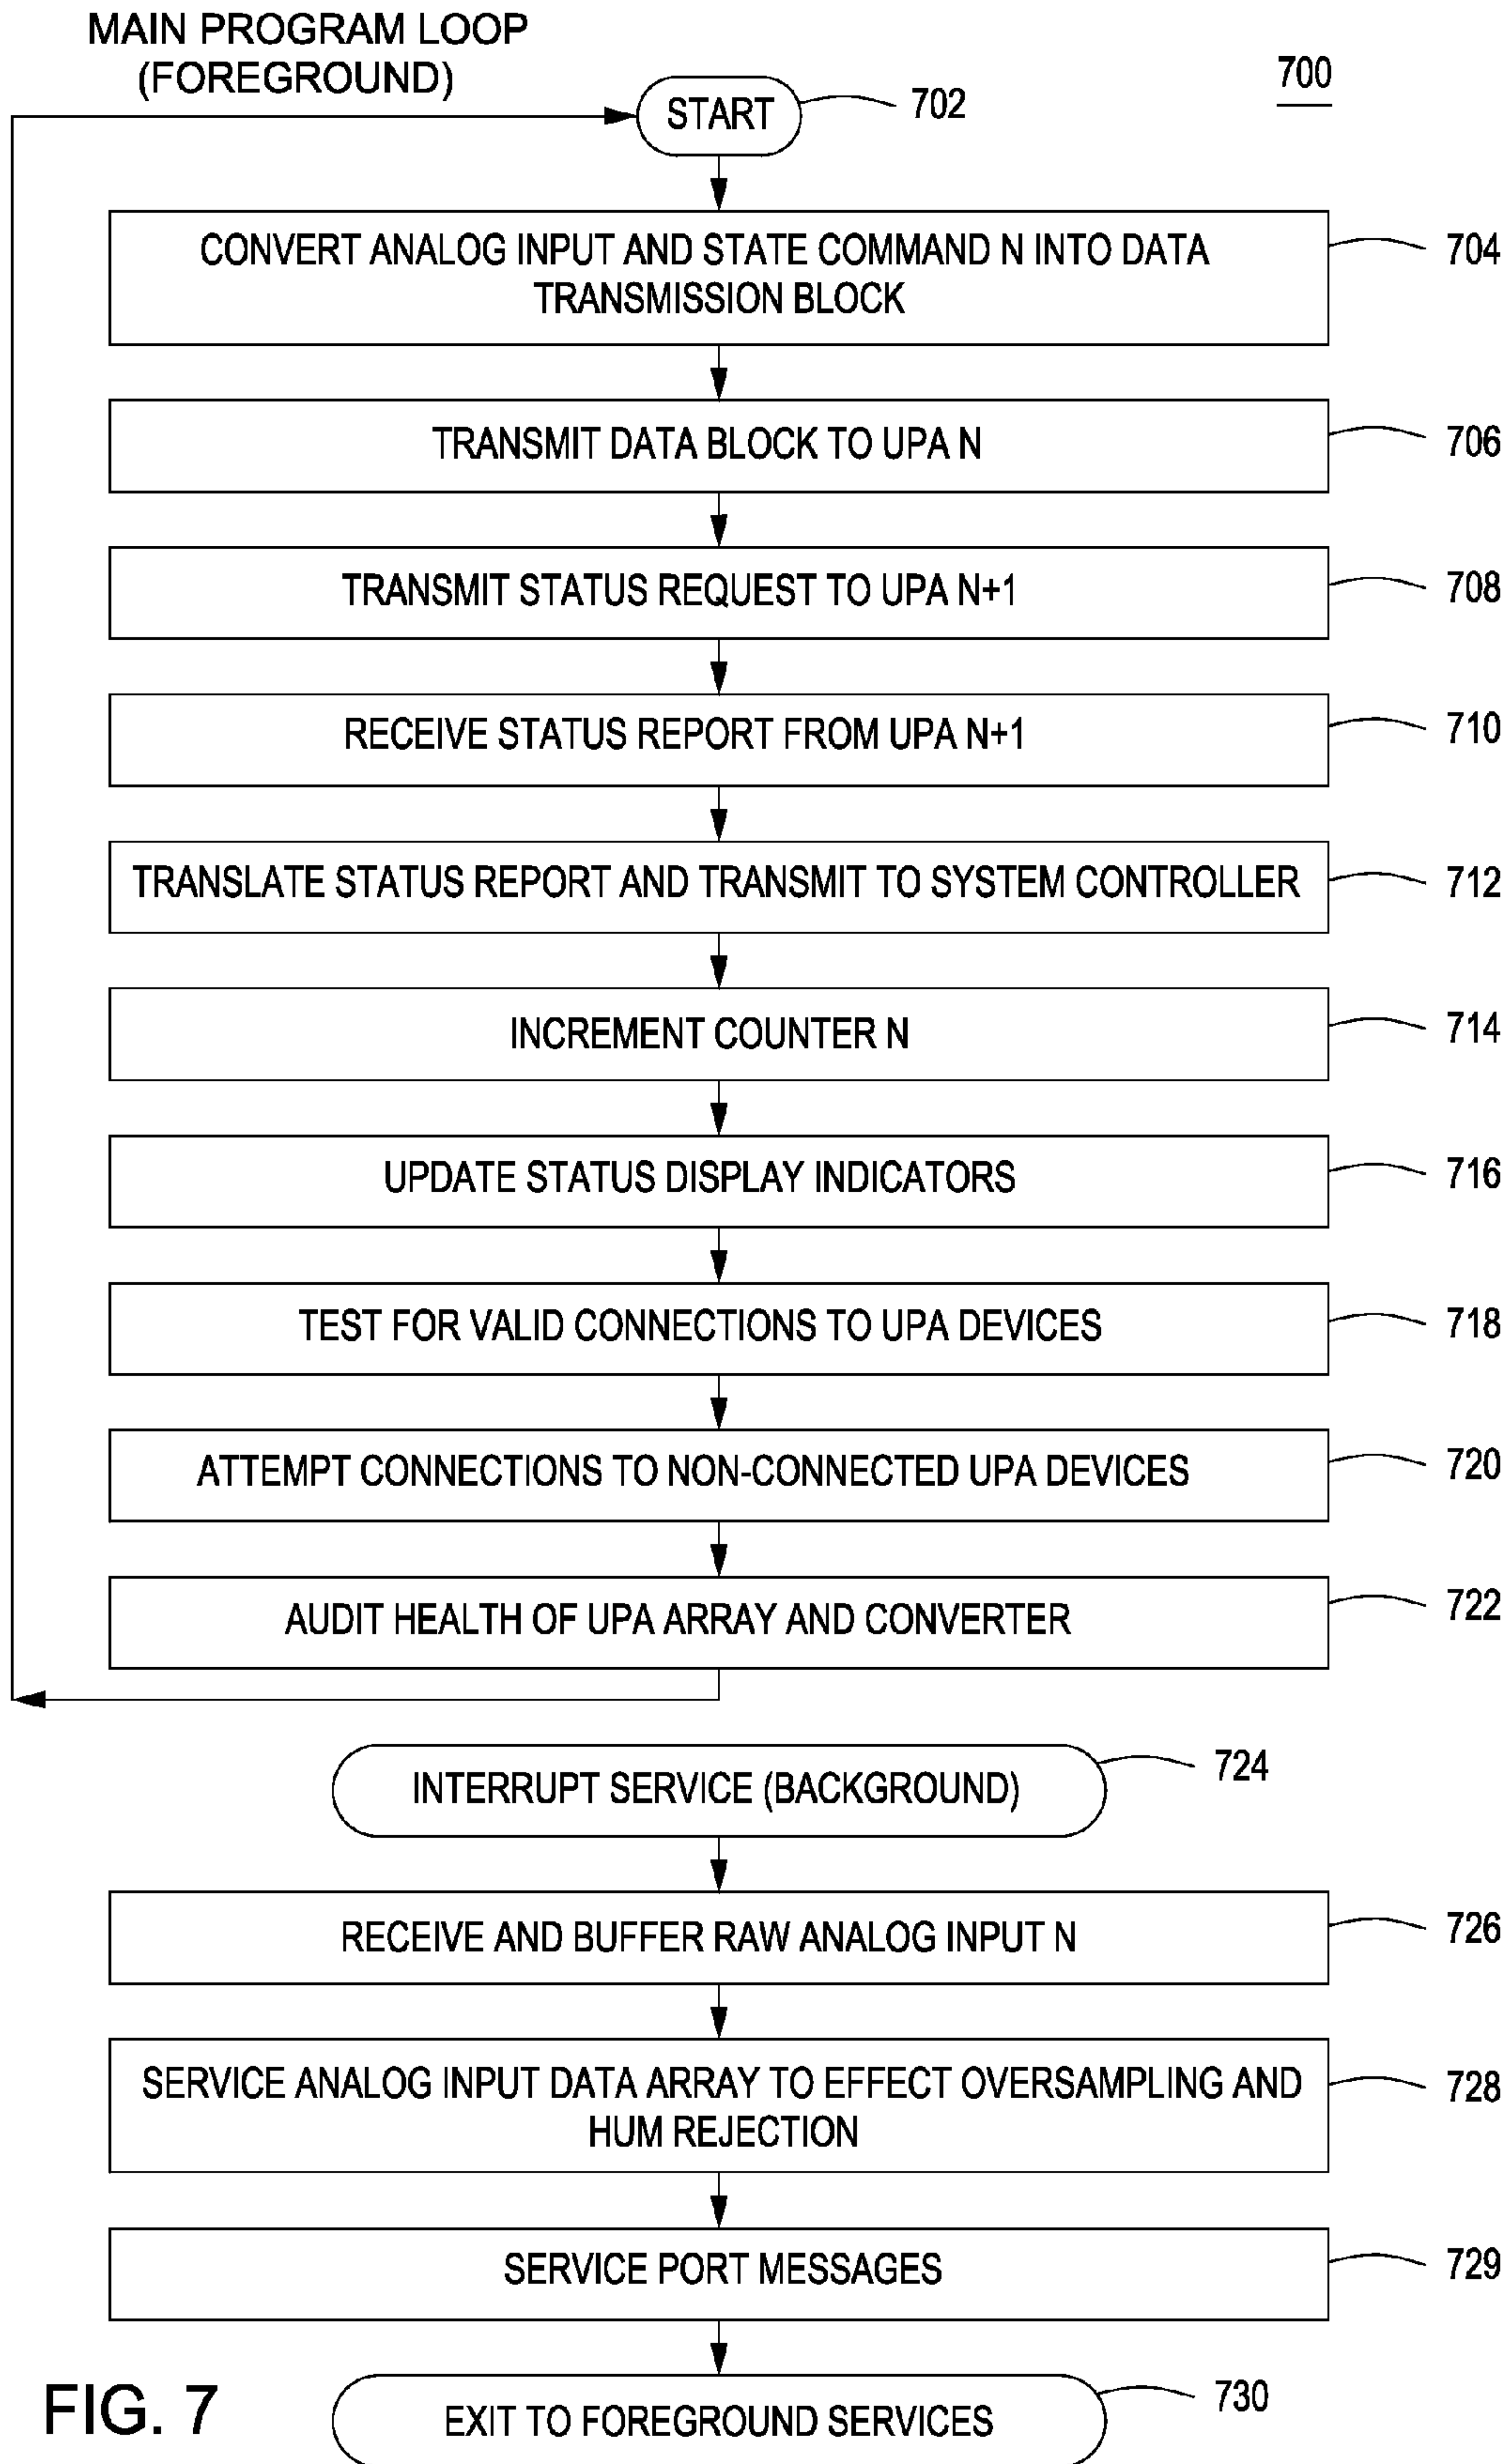 MAIN PROGRAM LOOP
(FOREGROUND)
700
START
702
CONVERT ANALOG INPUT AND STATE COMMAND N INTO DATA
TRANSMISSION BLOCK
704
TRANSMIT DATA BLOCK TO UPA N
706
TRANSMIT STATUS REQUEST TO UPA N+1
708
RECEIVE STATUS REPORT FROM UPA N+1
710
TRANSLATE STATUS REPORT AND TRANSMIT TO SYSTEM CONTROLLER
712
INCREMENT COUNTER N
714
UPDATE STATUS DISPLAY INDICATORS
716
TEST FOR VALID CONNECTIONS TO UPA DEVICES
718
ATTEMPT CONNECTIONS TO NON-CONNECTED UPA DEVICES
720
AUDIT HEALTH OF UPA ARRAY AND CONVERTER
722
INTERRUPT SERVICE (BACKGROUND)
724
RECEIVE AND BUFFER RAW ANALOG INPUT N
726
SERVICE ANALOG INPUT DATA ARRAY TO EFFECT OVERSAMPLING AND
HUM REJECTION
728
SERVICE PORT MESSAGES
729
EXIT TO FOREGROUND SERVICES
730
FIG. 7